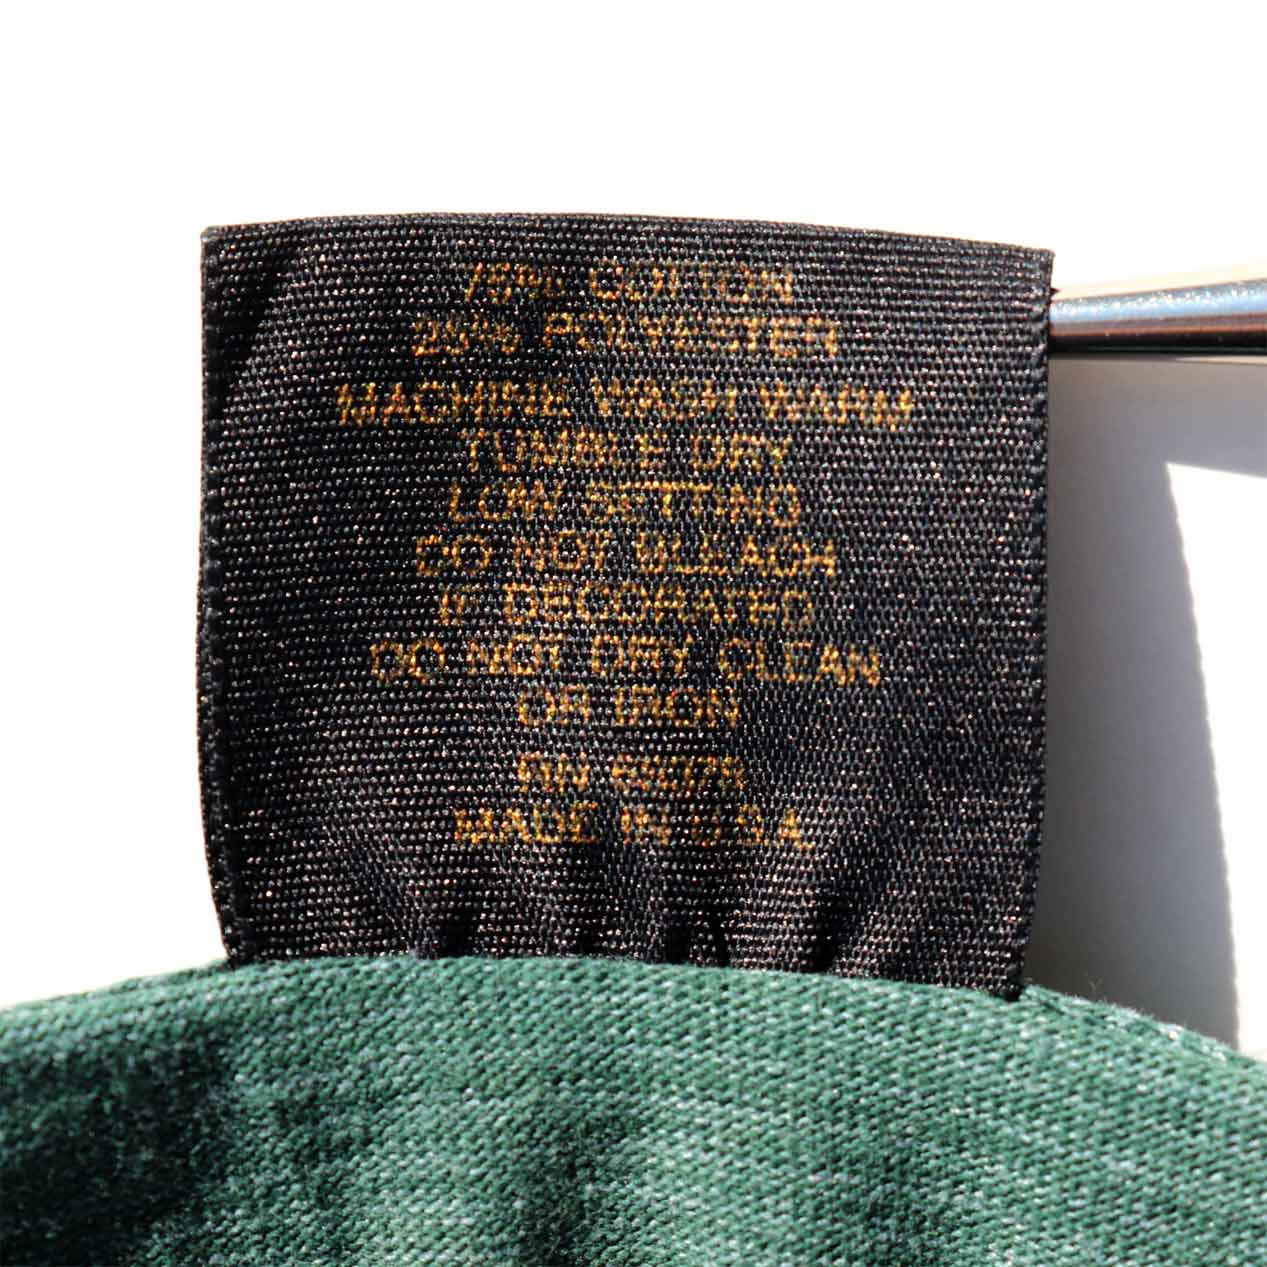 75% COTTON
25% POLYESTER
MACHINE WASH WARM
TUMBLE DRY
LOW SETTING
DO NOT BLEACH
IF DECORATED
DO NOT DRY CLEAN
OR IRON
RN
MADE IN U.S.A.